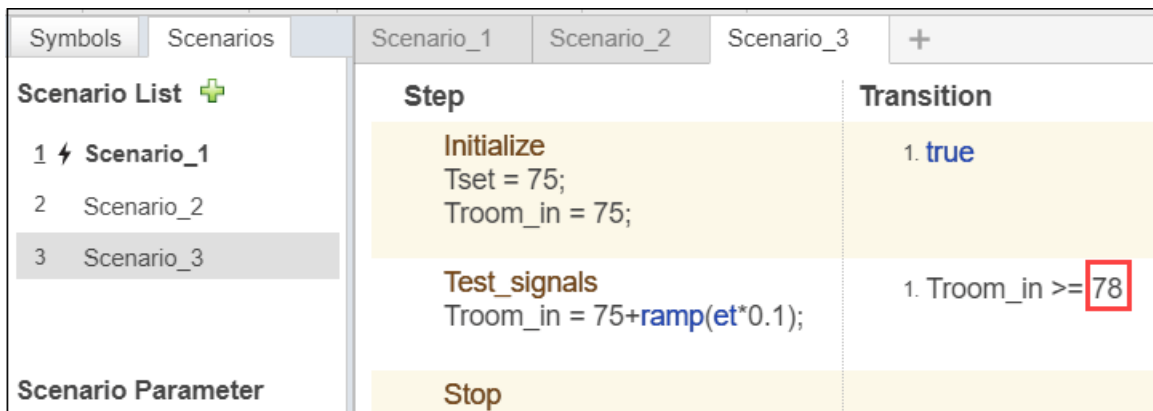 Symbols Scenarios
Scenario List
1 Scenario_1
2 Scenario_2
3 Scenario_3
Scenario Parameter
Scenario_1 Scenario_2 Scenario_3 +
Step Transition
Initialize 1. true
Tset = 75;
Troom_in = 75;
Test_signals 1. Troom_in >= 78
Troom_in = 75+ramp(et*0.1);
Stop